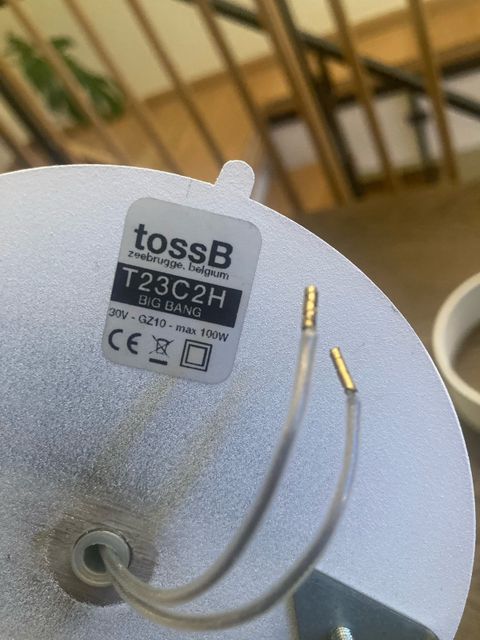 tossB
zeebrugge, belgium
T23C2H
BIG BANG
30V - GZ10 - max 100W
CE